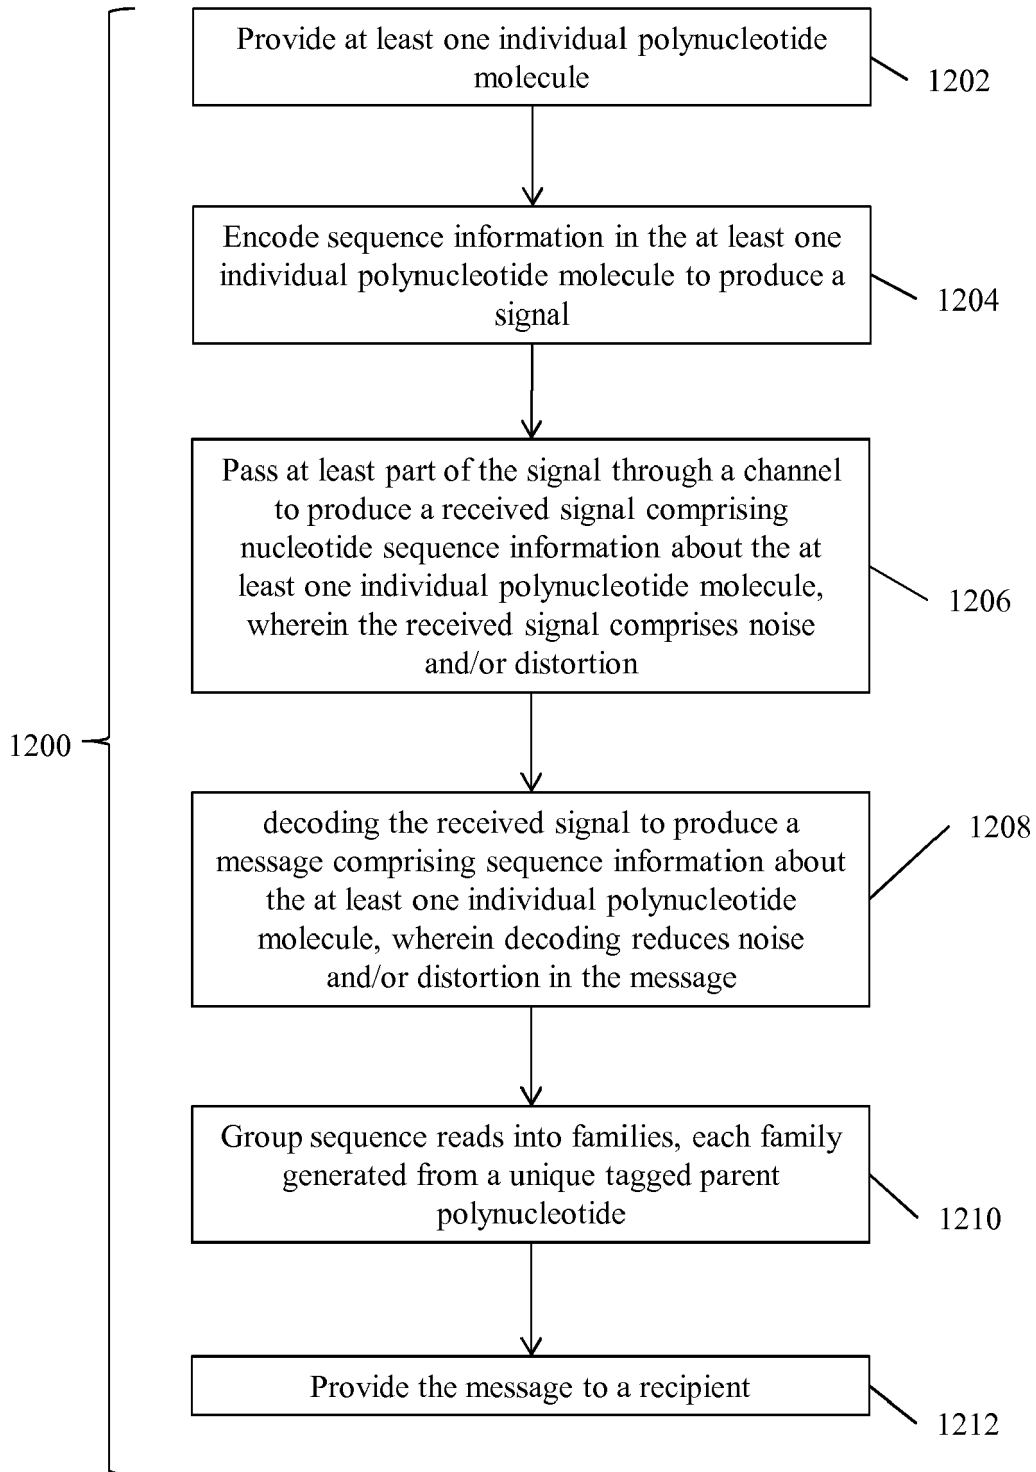 Provide at least one individual polynucleotide
molecule
1202
Encode sequence information in the at least one
individual polynucleotide molecule to produce a
signal
1204
Pass at least part of the signal through a channel
to produce a received signal comprising
nucleotide sequence information about the at
least one individual polynucleotide molecule,
wherein the received signal comprises noise
and/or distortion
1206
1200
decoding the received signal to produce a
message comprising sequence information about
the at least one individual polynucleotide
molecule, wherein decoding reduces noise
and/or distortion in the message
1208
Group sequence reads into families, each family
generated from a unique tagged parent
polynucleotide
1210
Provide the message to a recipient
1212